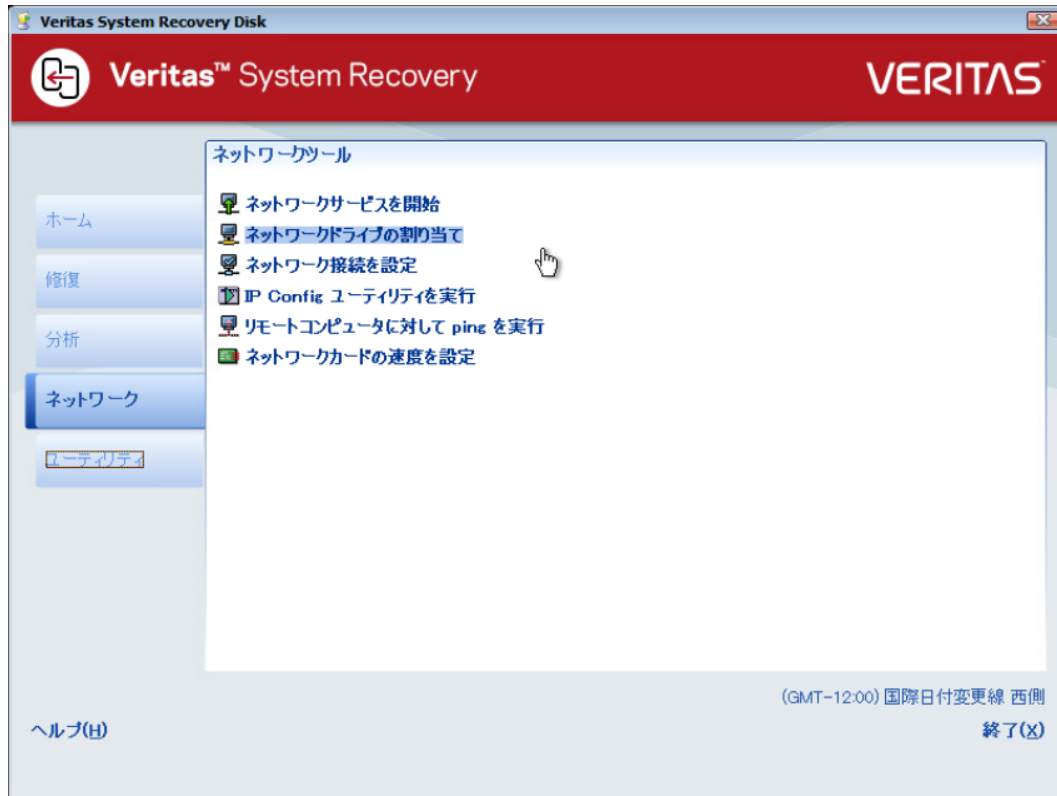 Veritas System Recovery Disk
Veritas™ System Recovery
VERITAS™
ネットワークツール
ネットワークサービスを開始
ネットワークドライブの割り当て
ネットワーク接続を設定
IP Config ユーティリティを実行
リモートコンピュータに対して ping を実行
ネットワークカードの速度を設定
ホーム
修復
分析
ネットワーク
ユーティリティ
(GMT-12:00) 国際日付変更線 西側
ヘルプ(H)
終了(X)